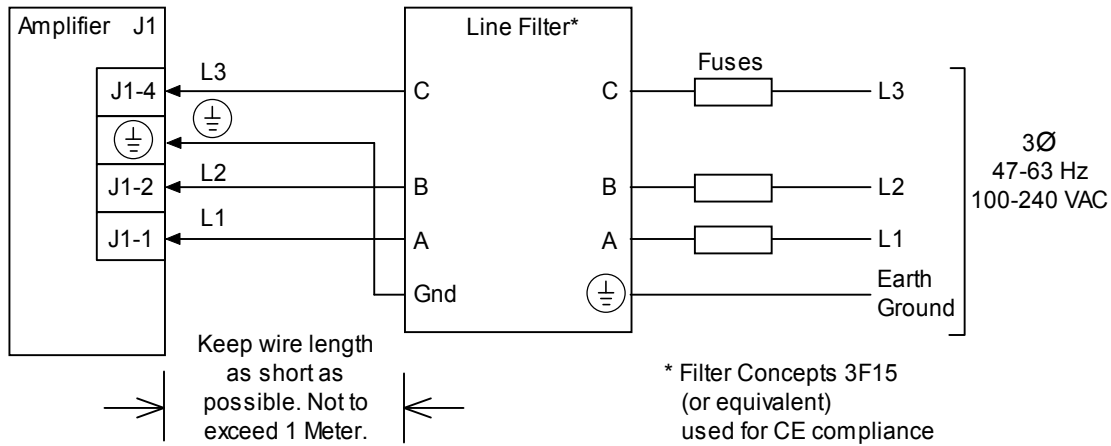 Amplifier J1
Line Filter*
Fuses
L3
J1-4
C
C
L3
L2
J1-2
B
B
L2
L1
J1-1
A
A
L1
Gnd
Earth
Ground
3Ø
47-63 Hz
100-240 VAC
Keep wire length
as short as
possible. Not to
exceed 1 Meter.
* Filter Concepts 3F15
(or equivalent)
used for CE compliance